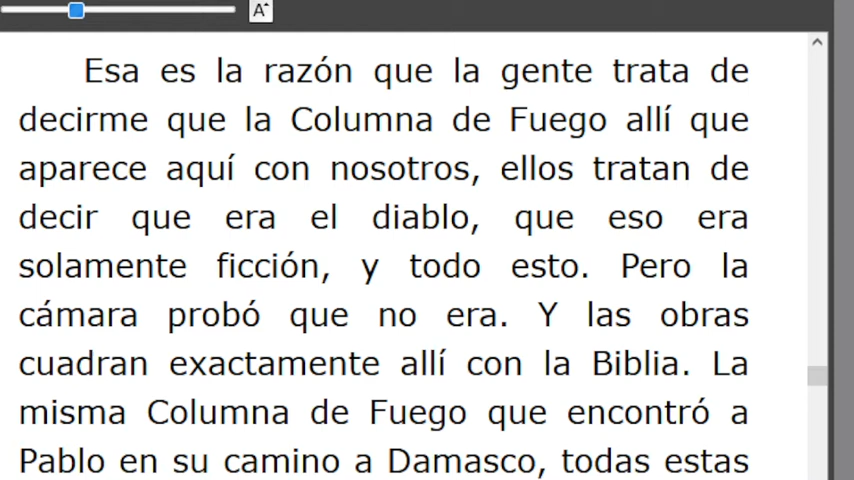 A
Esa es la razón que la gente trata de
decirme que la Columna de Fuego allí que
aparece aquí con nosotros, ellos tratan de
decir que era el diablo, que eso era
solamente ficción, y todo esto. Pero la
cámara probó que no era. Y las obras
cuadran exactamente allí con la Biblia. La
misma Columna de Fuego que encontró a
Pablo en su camino a Damasco, todas estas